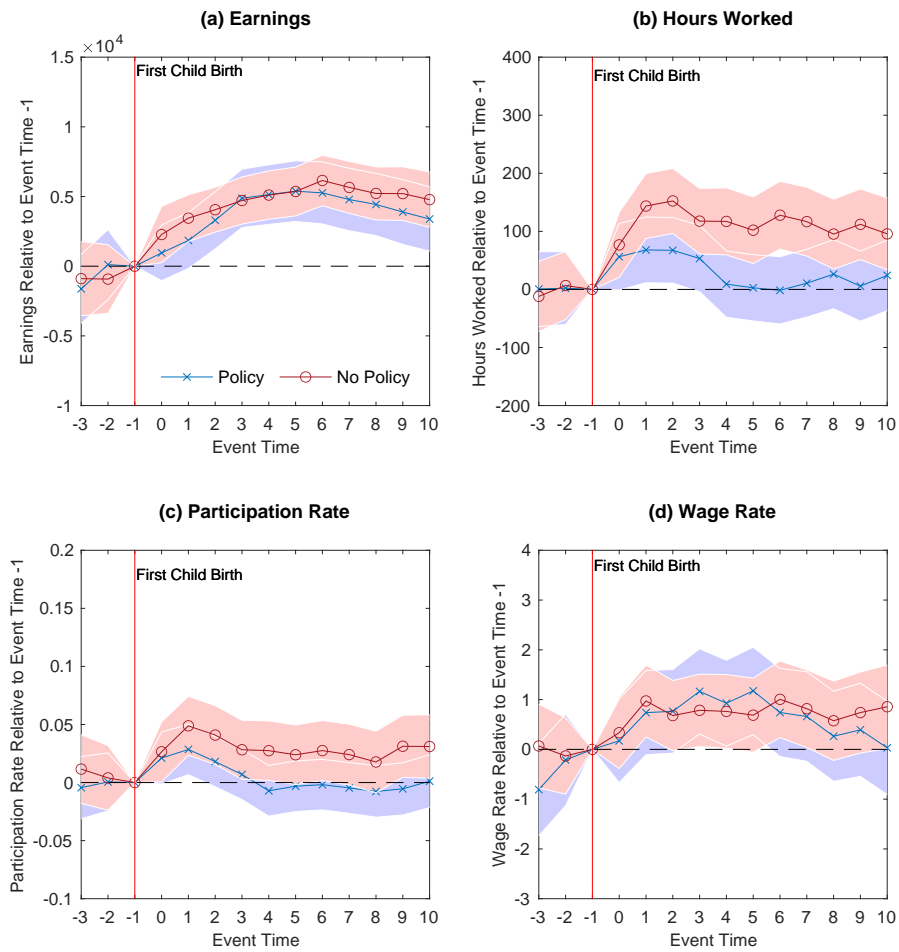 (a) Earnings
×10^4
1.5
1
0.5
0
-0.5
-1
Earnings Relative to Event Time -1
First Child Birth
Policy No Policy
-3 -2 -1 0 1 2 3 4 5 6 7 8 9 10
Event Time
(b) Hours Worked
400
300
200
100
0
-100
-200
Hours Worked Relative to Event Time -1
First Child Birth
-3 -2 -1 0 1 2 3 4 5 6 7 8 9 10
Event Time
(c) Participation Rate
0.2
0.15
0.1
0.05
0
-0.05
-0.1
Participation Rate Relative to Event Time -1
First Child Birth
-3 -2 -1 0 1 2 3 4 5 6 7 8 9 10
Event Time
(d) Wage Rate
4
3
2
1
0
-1
-2
-3
Wage Rate Relative to Event Time -1
First Child Birth
-3 -2 -1 0 1 2 3 4 5 6 7 8 9 10
Event Time